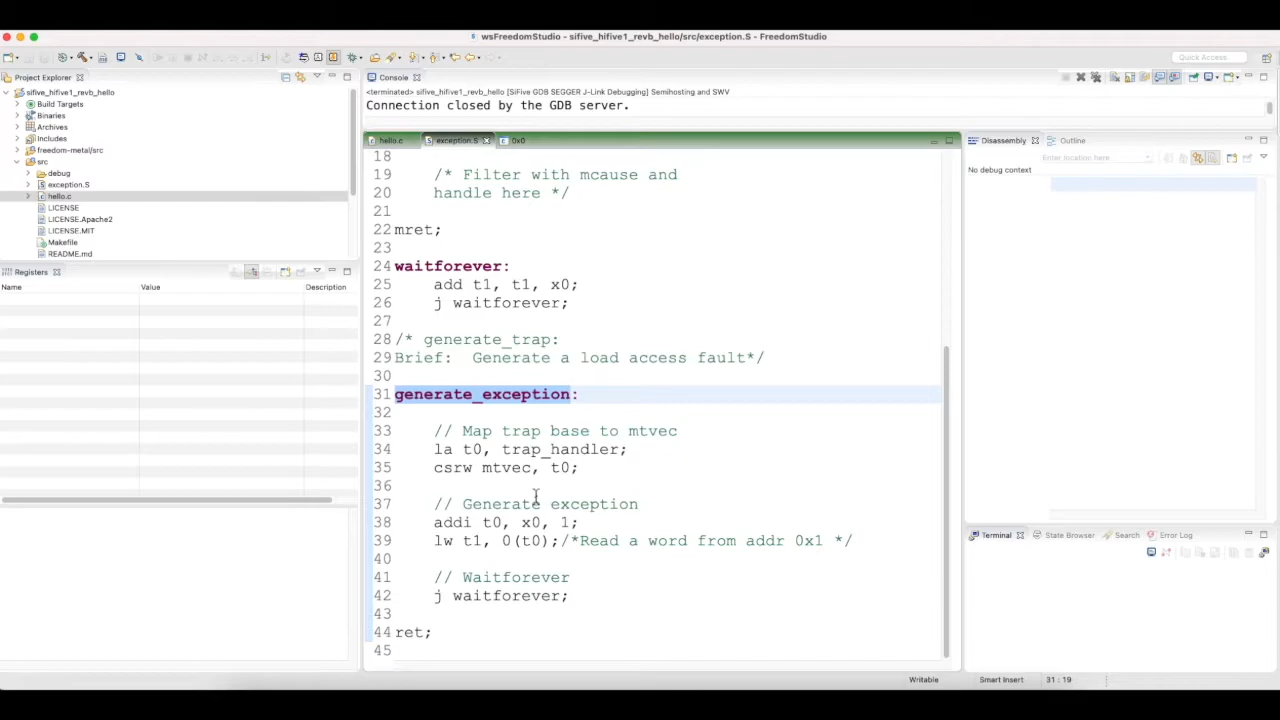 wsFreedomStudio - sifive_hifive1_revb_hello/src/exception.S - FreedomStudio
Quick Access
Project Explorer
sifive_hifive1_revb_hello
Build Targets
Binaries
Archives
Includes
freedom-metal/src
src
debug
exception.S
hello.c
LICENSE
LICENSE.Apache2
LICENSE.MIT
Makefile
README.md
Registers
Name Value Description
Console
<terminated> sifive_hifive1_revb_hello [SiFive GDB SEGGER J-Link Debugging] Semihosting and SWV
Connection closed by the GDB server.
hello.c exception.S 0x0
18
19 /* Filter with mcause and
20 handle here */
21
22 mret;
23
24 waitforever:
25 add t1, t1, x0;
26 j waitforever;
27
28 /* generate_trap:
29 Brief: Generate a load access fault*/
30
31 generate_exception:
32
33 // Map trap base to mtvec
34 la t0, trap_handler;
35 csrw mtvec, t0;
36
37 // Generate exception
38 addi t0, x0, 1;
39 lw t1, 0(t0);/*Read a word from addr 0x1 */
40
41 // Waitforever
42 j waitforever;
43
44 ret;
45
Disassembly Outline
Enter location here
No debug context
Terminal State Browser Search Error Log
Writable Smart Insert 31 : 19